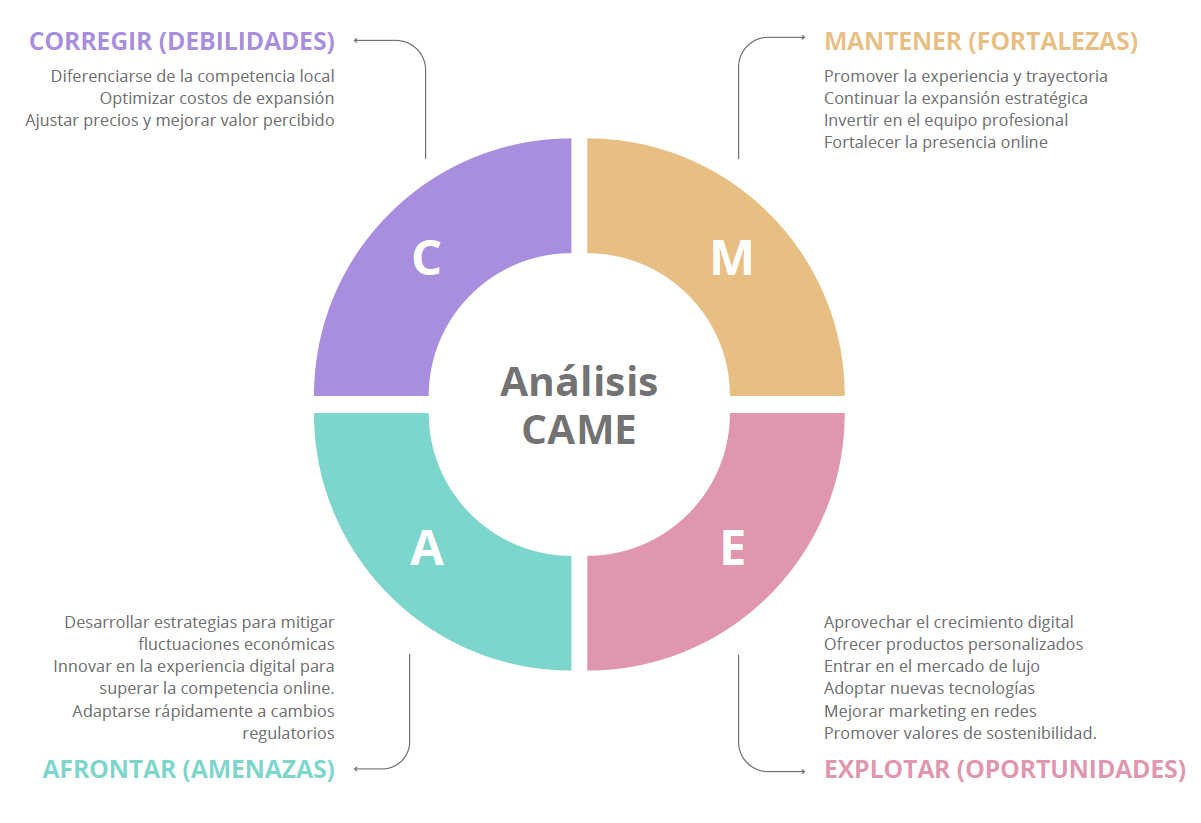 CORREGIR (DEBILIDADES)
Diferenciarse de la competencia local
Optimizar costos de expansión
Ajustar precios y mejorar valor percibido
MANTENER (FORTALEZAS)
Promover la experiencia y trayectoria
Continuar la expansión estratégica
Invertir en el equipo profesional
Fortalecer la presencia online
C
M
Análisis
CAME
A
E
Desarrollar estrategias para mitigar
fluctuaciones económicas
Innovar en la experiencia digital para
superar la competencia online.
Adaptarse rápidamente a cambios
regulatorios
AFRONTAR (AMENAZAS)
Aprovechar el crecimiento digital
Ofrecer productos personalizados
Entrar en el mercado de lujo
Adoptar nuevas tecnologías
Mejorar marketing en redes
Promover valores de sostenibilidad.
EXPLOTAR (OPORTUNIDADES)